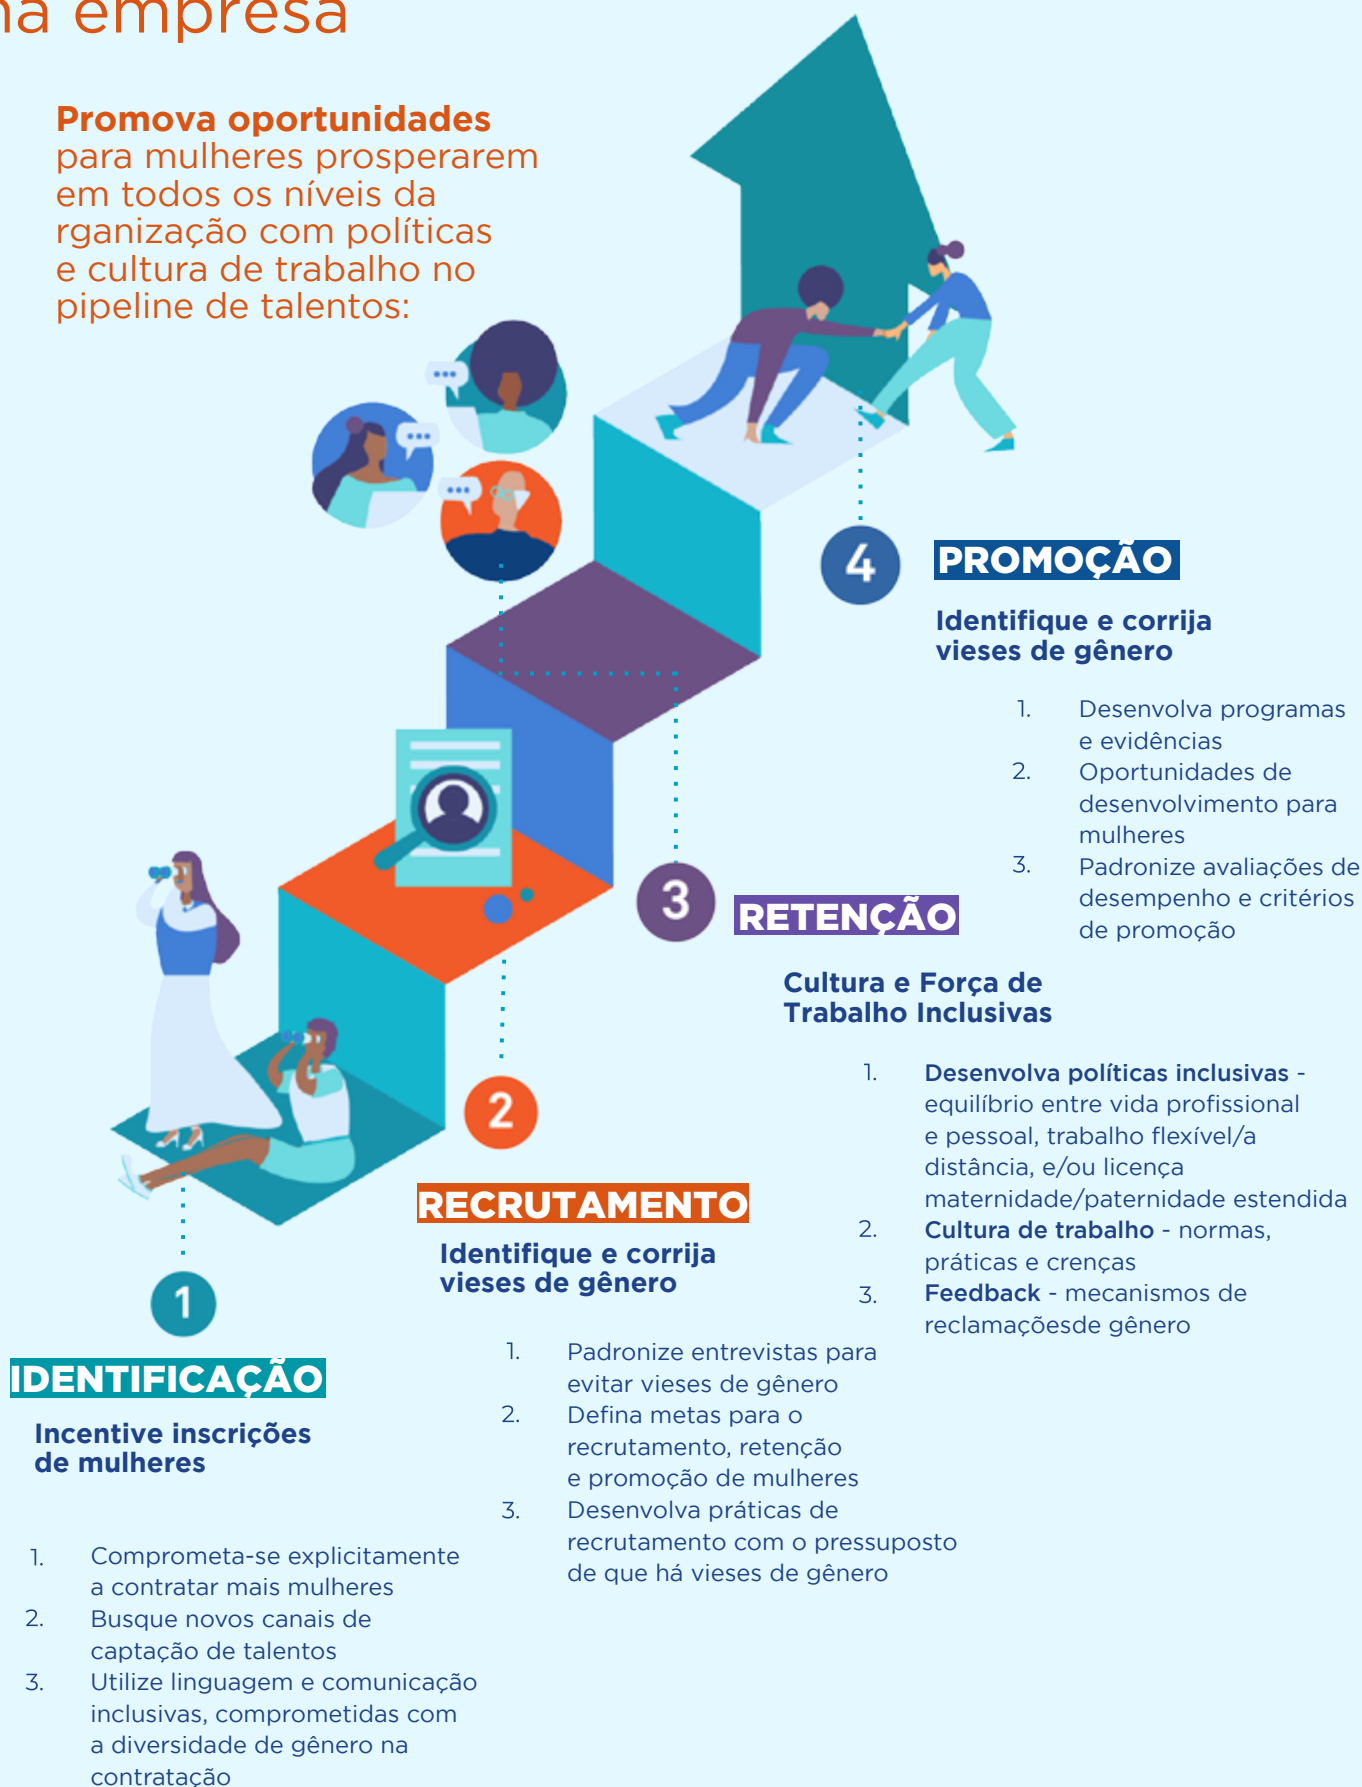 na empresa
Promova oportunidades
para mulheres prosperarem
em todos os níveis da
rganização com políticas
e cultura de trabalho no
pipeline de talentos:
4
PROMOÇÃO
Identifique e corrija
vieses de gênero
1. Desenvolva programas
e evidências
2. Oportunidades de
desenvolvimento para
mulheres
3. Padronize avaliações de
desempenho e critérios
de promoção
3
RETENÇÃO
Cultura e Força de
Trabalho Inclusivas
1. Desenvolva políticas inclusivas -
equilíbrio entre vida profissional
e pessoal, trabalho flexível/a
distância, e/ou licença
maternidade/paternidade estendida
2. Cultura de trabalho - normas,
práticas e crenças
3. Feedback - mecanismos de
reclamaçõesde gênero
2
RECRUTAMENTO
Identifique e corrija
vieses de gênero
1. Padronize entrevistas para
evitar vieses de gênero
2. Defina metas para o
recrutamento, retenção
e promoção de mulheres
3. Desenvolva práticas de
recrutamento com o pressuposto
de que há vieses de gênero
1
IDENTIFICAÇÃO
Incentive inscrições
de mulheres
1. Comprometa-se explicitamente
a contratar mais mulheres
2. Busque novos canais de
captação de talentos
3. Utilize linguagem e comunicação
inclusivas, comprometidas com
a diversidade de gênero na
contratação